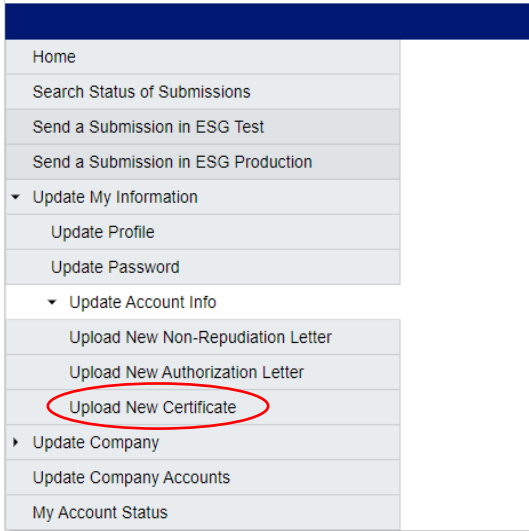 Home
Search Status of Submissions
Send a Submission in ESG Test
Send a Submission in ESG Production
Update My Information
Update Profile
Update Password
Update Account Info
Upload New Non-Repudiation Letter
Upload New Authorization Letter
Upload New Certificate
Update Company
Update Company Accounts
My Account Status